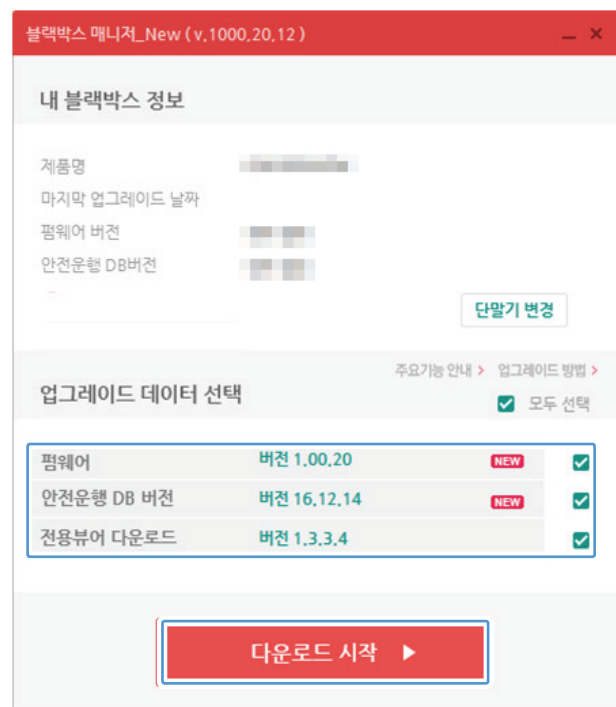 블랙박스 매니저_New ( v.1000.20.12 )
내 블랙박스 정보
제품명
마지막 업그레이드 날짜
펌웨어 버전
안전운행 DB버전
단말기 변경
주요기능 안내 > 업그레이드 방법 >
업그레이드 데이터 선택
모두 선택
펌웨어 버전 1.00.20 NEW
안전운행 DB 버전 버전 16.12.14 NEW
전용뷰어 다운로드 버전 1.3.3.4
다운로드 시작